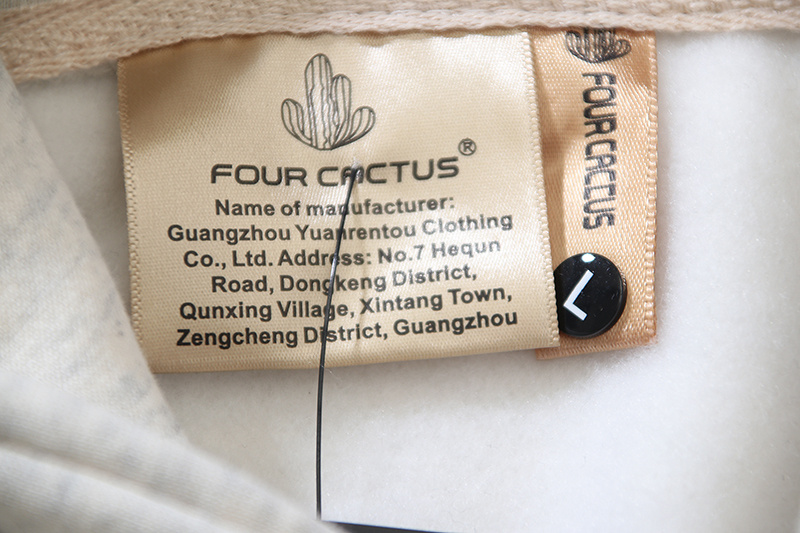 FOUR CACTUS®
Name of manufacturer:
Guangzhou Yuanrentou Clothing
Co., Ltd. Address: No.7 Hequn
Road, Dongkeng District,
Qunxing Village, Xintang Town,
Zengcheng District, Guangzhou
FOUR CACTUS
L